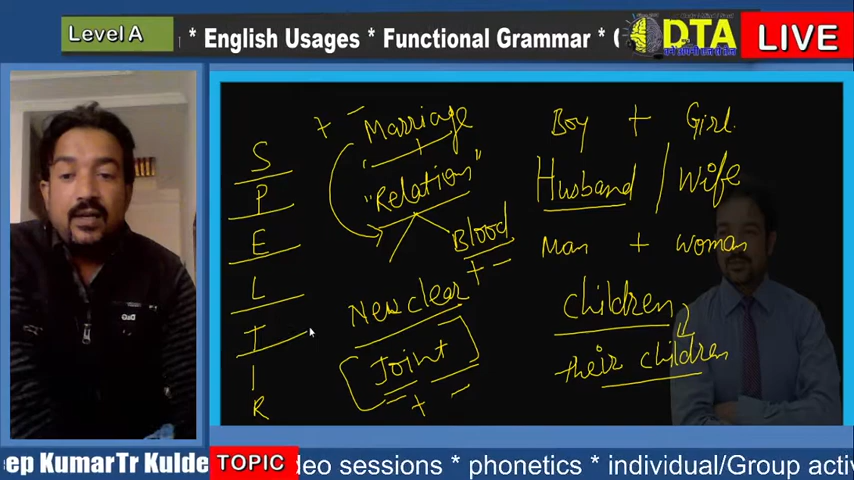 Level A
* English Usages * Functional Grammar * C
DTA
LIVE
S
P
E
L
I
I
R
+ -
Marriage
+
"Relation"
Blood
+ -
Newclear
Joint
- + -
Boy + Girl.
Husband / Wife
Man + woman
children
their children
D&G
eep KumarTr Kulde
TOPIC
deo sessions * phonetics * individual/Group activ